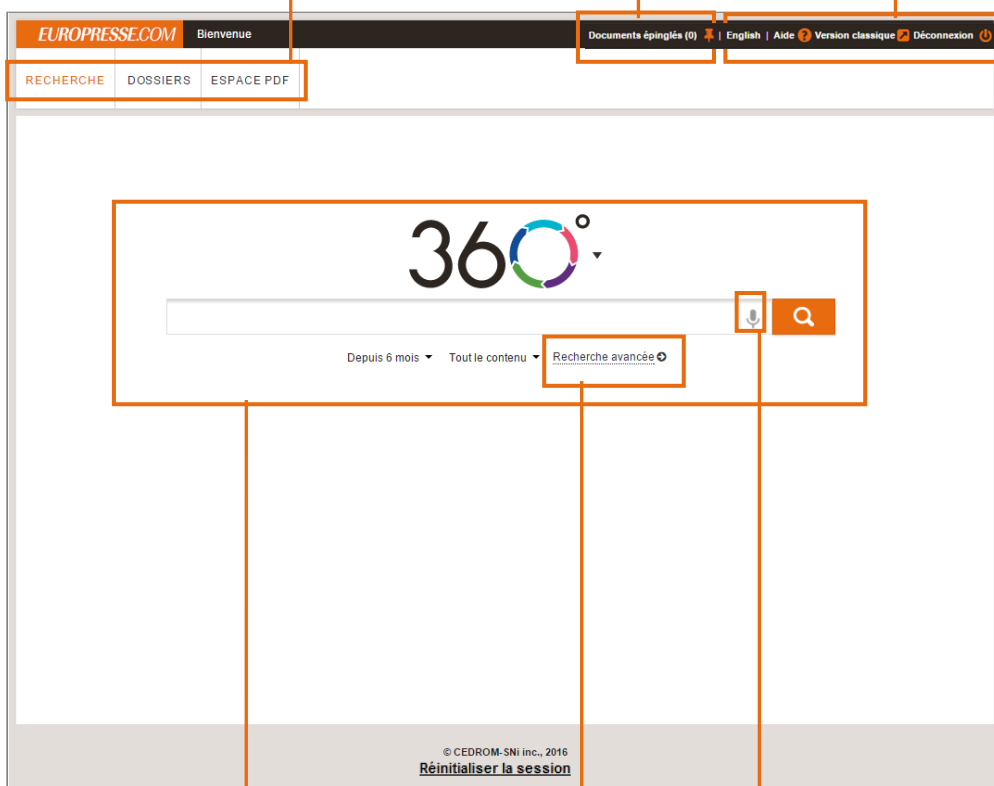 EUROPRESSE.COM Bienvenue Documents épinglés (0) | English | Aide ? Version classique Déconnexion
RECHERCHE DOSSIERS ESPACE PDF
360°
Depuis 6 mois Tout le contenu Recherche avancée
© CEDROM-SNi inc., 2016
Réinitialiser la session